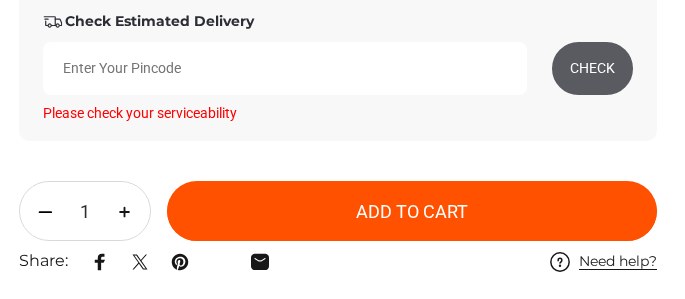 Check Estimated Delivery
Enter Your Pincode
CHECK
Please check your serviceability
1
ADD TO CART
Share:
Need help?